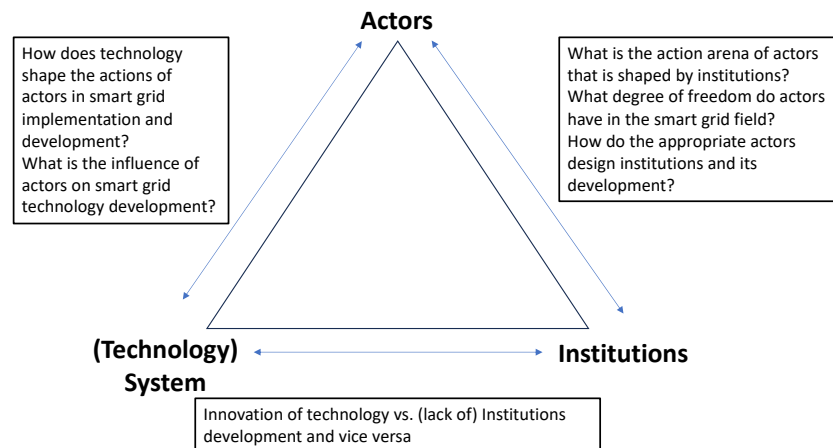 Actors
How does technology
shape the actions of
actors in smart grid
implementation and
development?
What is the influence of
actors on smart grid
technology development?
What is the action arena of actors
that is shaped by institutions?
What degree of freedom do actors
have in the smart grid field?
How do the appropriate actors
design institutions and its
development?
(Technology)
System
Institutions
Innovation of technology vs. (lack of) Institutions
development and vice versa